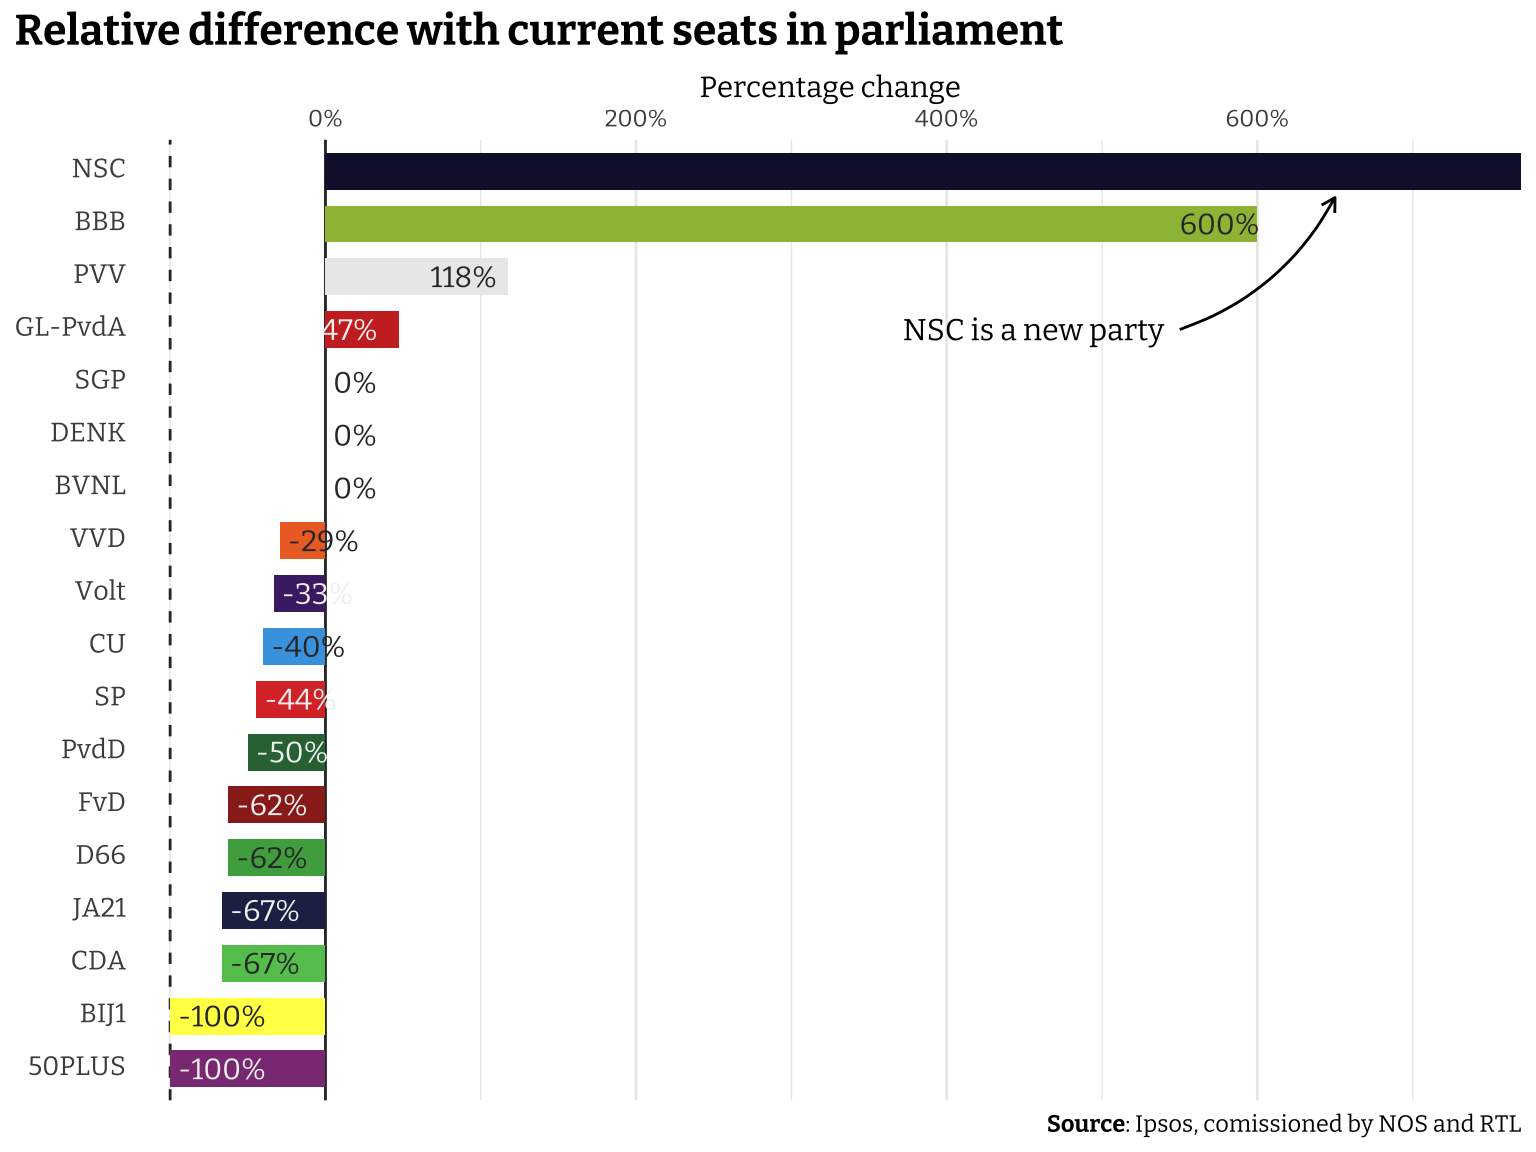 Relative difference with current seats in parliament
Percentage change
0% 200% 400% 600%
NSC
BBB 600%
PVV 118%
GL-PvdA 47%
NSC is a new party
SGP 0%
DENK 0%
BVNL 0%
VVD -29%
Volt -33%
CU -40%
SP -44%
PvdD -50%
FvD -62%
D66 -62%
JA21 -67%
CDA -67%
BIJ1 -100%
50PLUS -100%
Source: Ipsos, comissioned by NOS and RTL